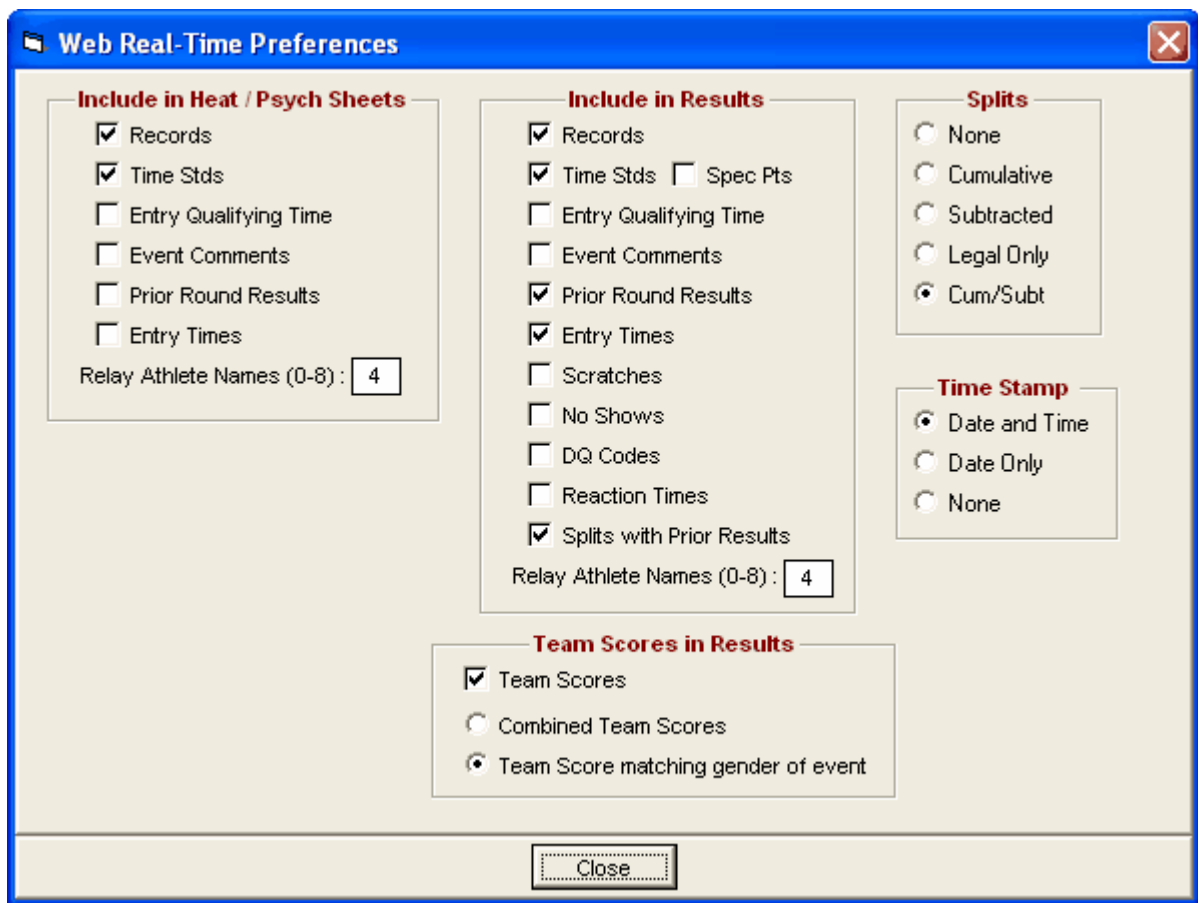 Web Real-Time Preferences
Include in Heat / Psych Sheets
Records
Time Stds
Entry Qualifying Time
Event Comments
Prior Round Results
Entry Times
Relay Athlete Names (0-8) : 4
Include in Results
Records
Time Stds Spec Pts
Entry Qualifying Time
Event Comments
Prior Round Results
Entry Times
Scratches
No Shows
DQ Codes
Reaction Times
Splits with Prior Results
Relay Athlete Names (0-8) : 4
Splits
None
Cumulative
Subtracted
Legal Only
Cum/Subt
Time Stamp
Date and Time
Date Only
None
Team Scores in Results
Team Scores
Combined Team Scores
Team Score matching gender of event
Close